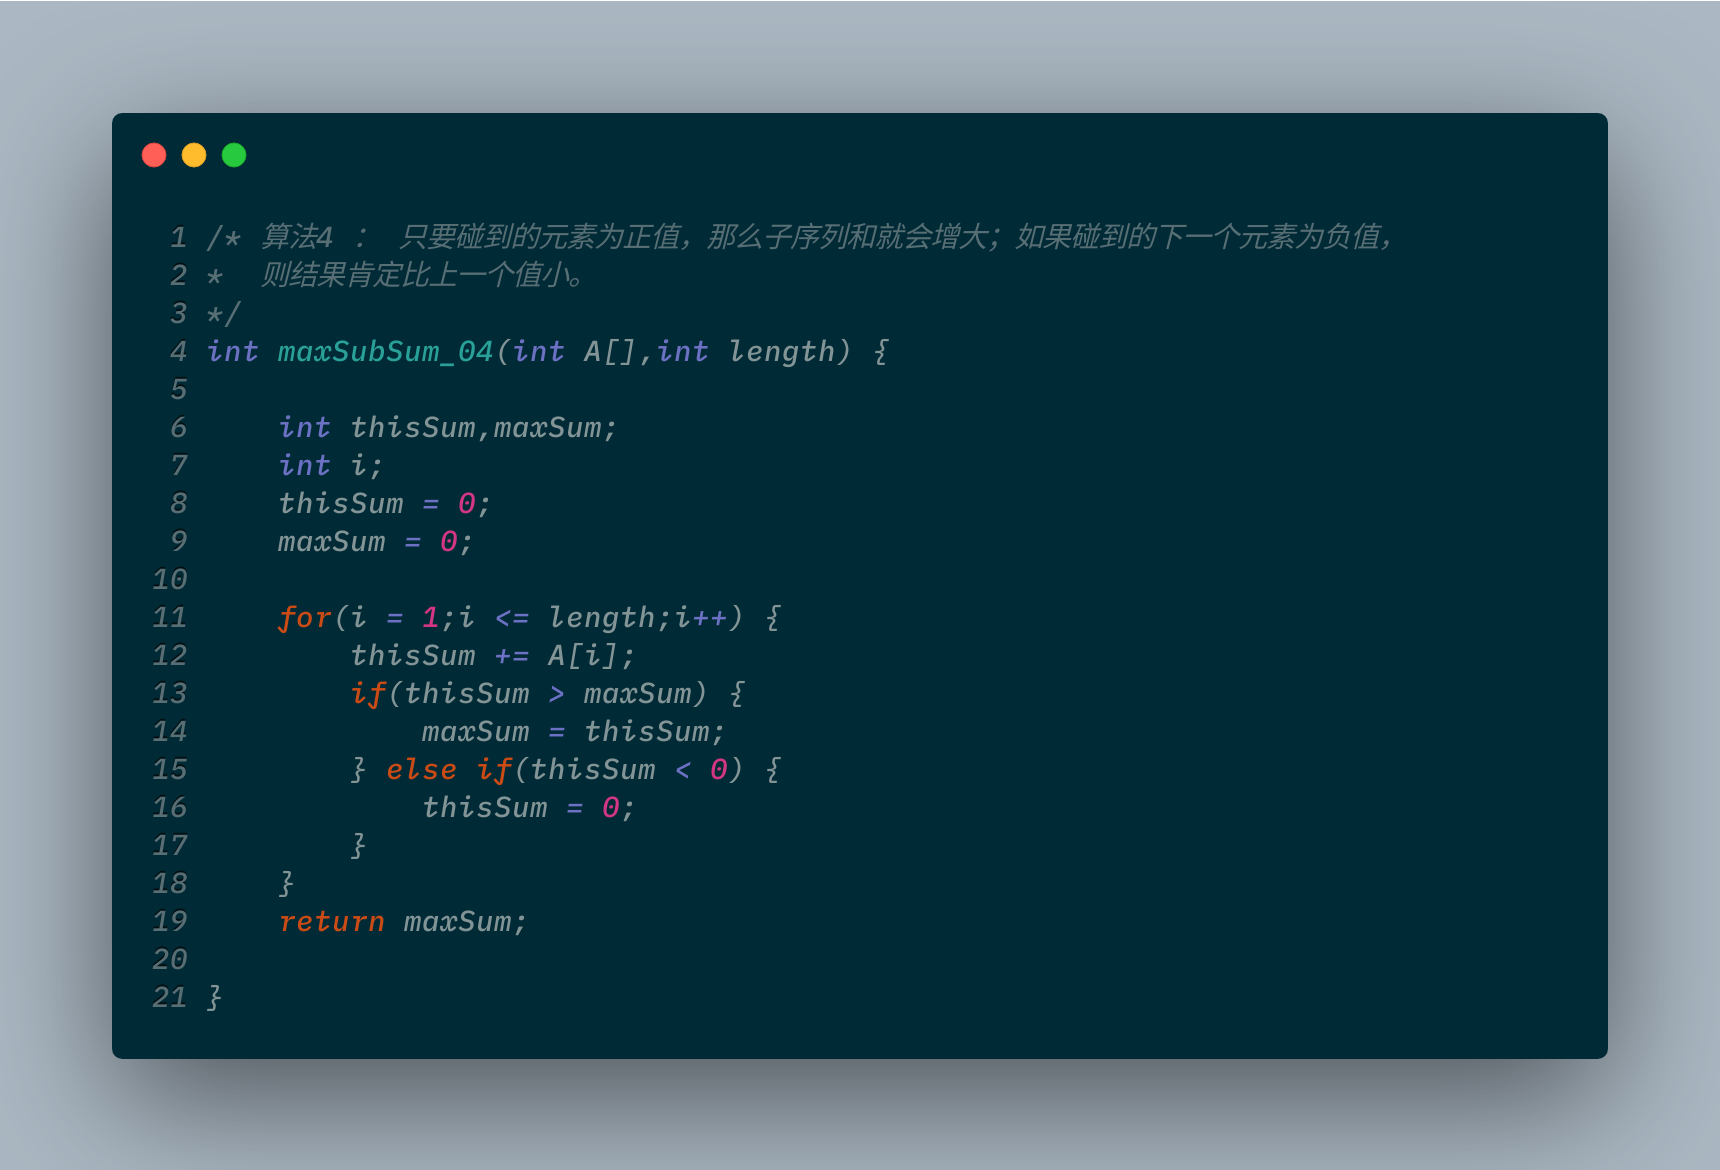 1 /* 算法4 ： 只要碰到的元素为正值，那么子序列和就会增大；如果碰到的下一个元素为负值，
2 *  则结果肯定比上一个值小。
3 */
4 int maxSubSum_04(int A[],int length) {
5
6     int thisSum,maxSum;
7     int i;
8     thisSum = 0;
9     maxSum = 0;
10
11     for(i = 1;i <= length;i++) {
12         thisSum += A[i];
13         if(thisSum > maxSum) {
14             maxSum = thisSum;
15         } else if(thisSum < 0) {
16             thisSum = 0;
17         }
18     }
19     return maxSum;
20
21 }